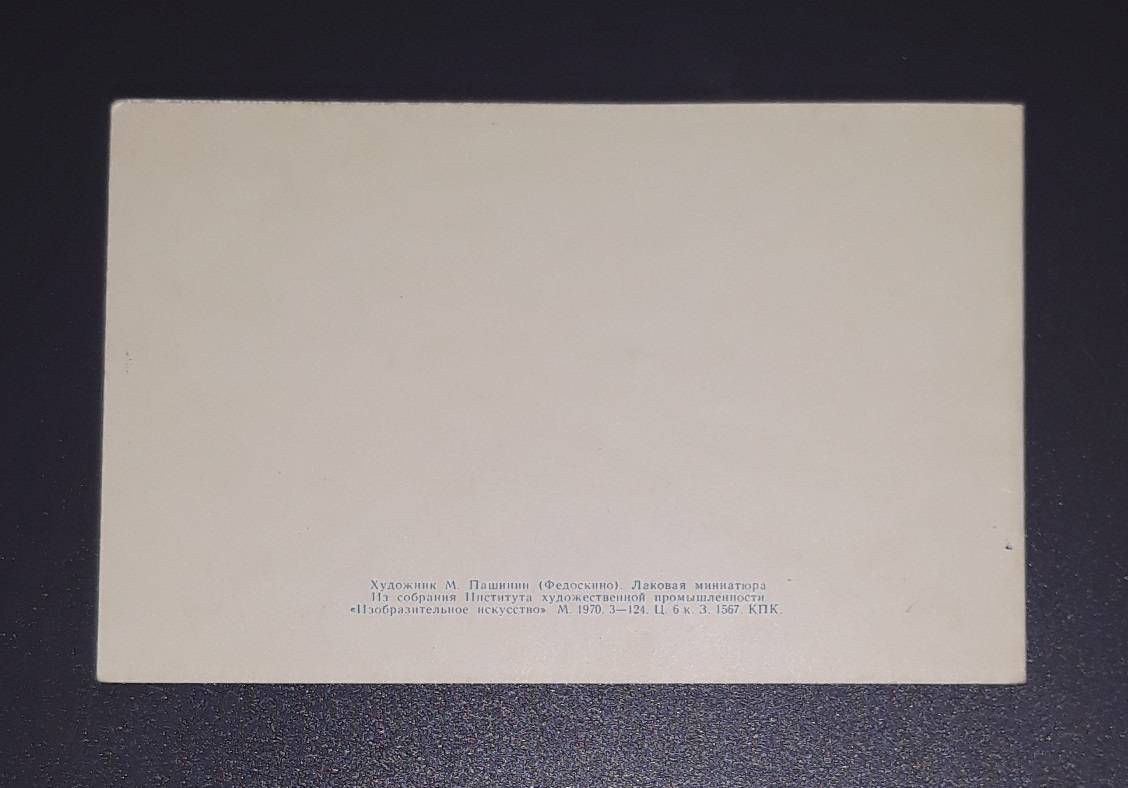 Художник М. Пашинин (Федоскино). Лаковая миниатюра
Из собрания Института художественной промышленности
«Изобразительное искусство» М. 1970. 3—124. Ц. 6 к. З. 1567. КПК.